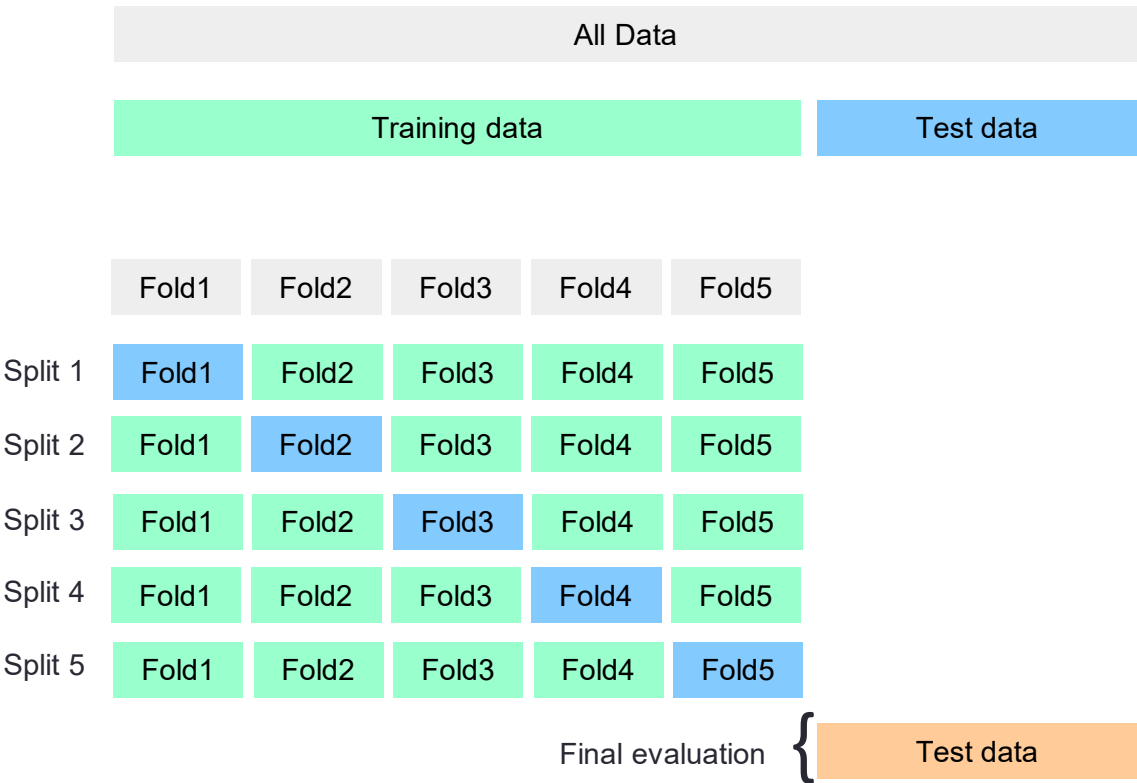 All Data
Training data Test data
Fold1 Fold2 Fold3 Fold4 Fold5
Split 1 Fold1 Fold2 Fold3 Fold4 Fold5
Split 2 Fold1 Fold2 Fold3 Fold4 Fold5
Split 3 Fold1 Fold2 Fold3 Fold4 Fold5
Split 4 Fold1 Fold2 Fold3 Fold4 Fold5
Split 5 Fold1 Fold2 Fold3 Fold4 Fold5
Final evaluation { Test data